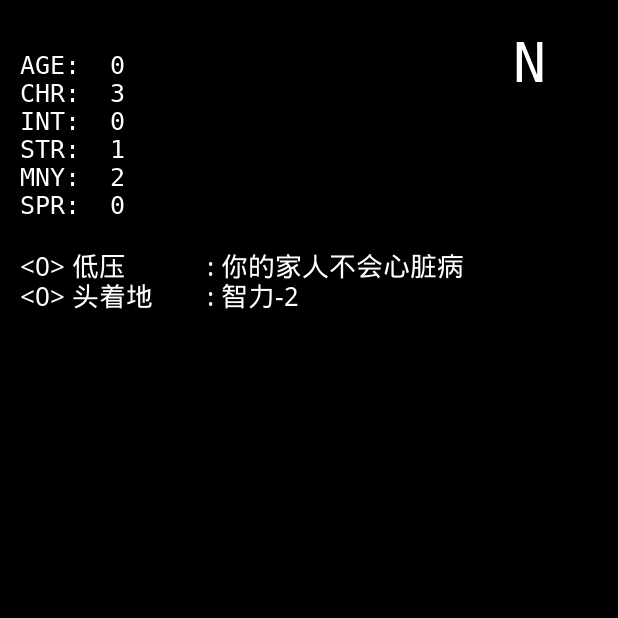 N
AGE: 0
CHR: 3
INT: 0
STR: 1
MNY: 2
SPR: 0
<O> 低压 : 你的家人不会心脏病
<O> 头着地 : 智力-2